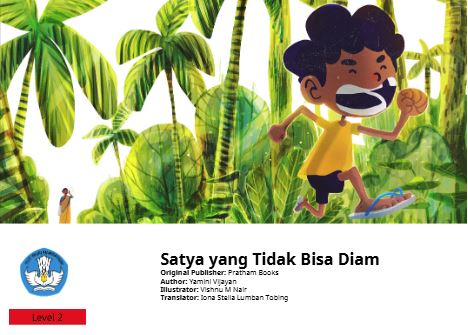 Satya yang Tidak Bisa Diam
Original Publisher: Pratham Books
Author: Yamini Vijayan
Illustrator: Vishnu M Nair
Translator: Iona Stella Lumban Tobing
Level 2